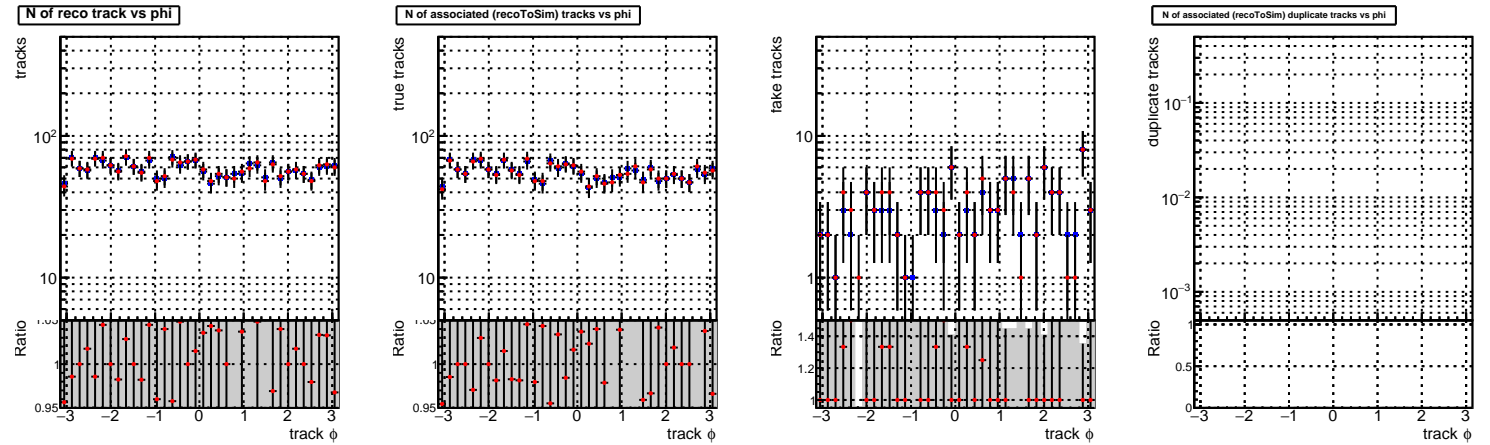 N of reco track vs phi
tracks
10²
10
Ratio
1.05
1
0.95
−3 −2 −1 0 1 2 3
track ϕ
N of associated (recoToSim) tracks vs phi
true tracks
10²
10
Ratio
1.05
1
0.95
−3 −2 −1 0 1 2 3
track ϕ
fake tracks
10
1
Ratio
1.4
1.2
1
−3 −2 −1 0 1 2 3
track ϕ
N of associated (recoToSim) duplicate tracks vs phi
duplicate tracks
10⁻¹
10⁻²
10⁻³
Ratio
1
0.5
0
−3 −2 −1 0 1 2 3
track ϕ